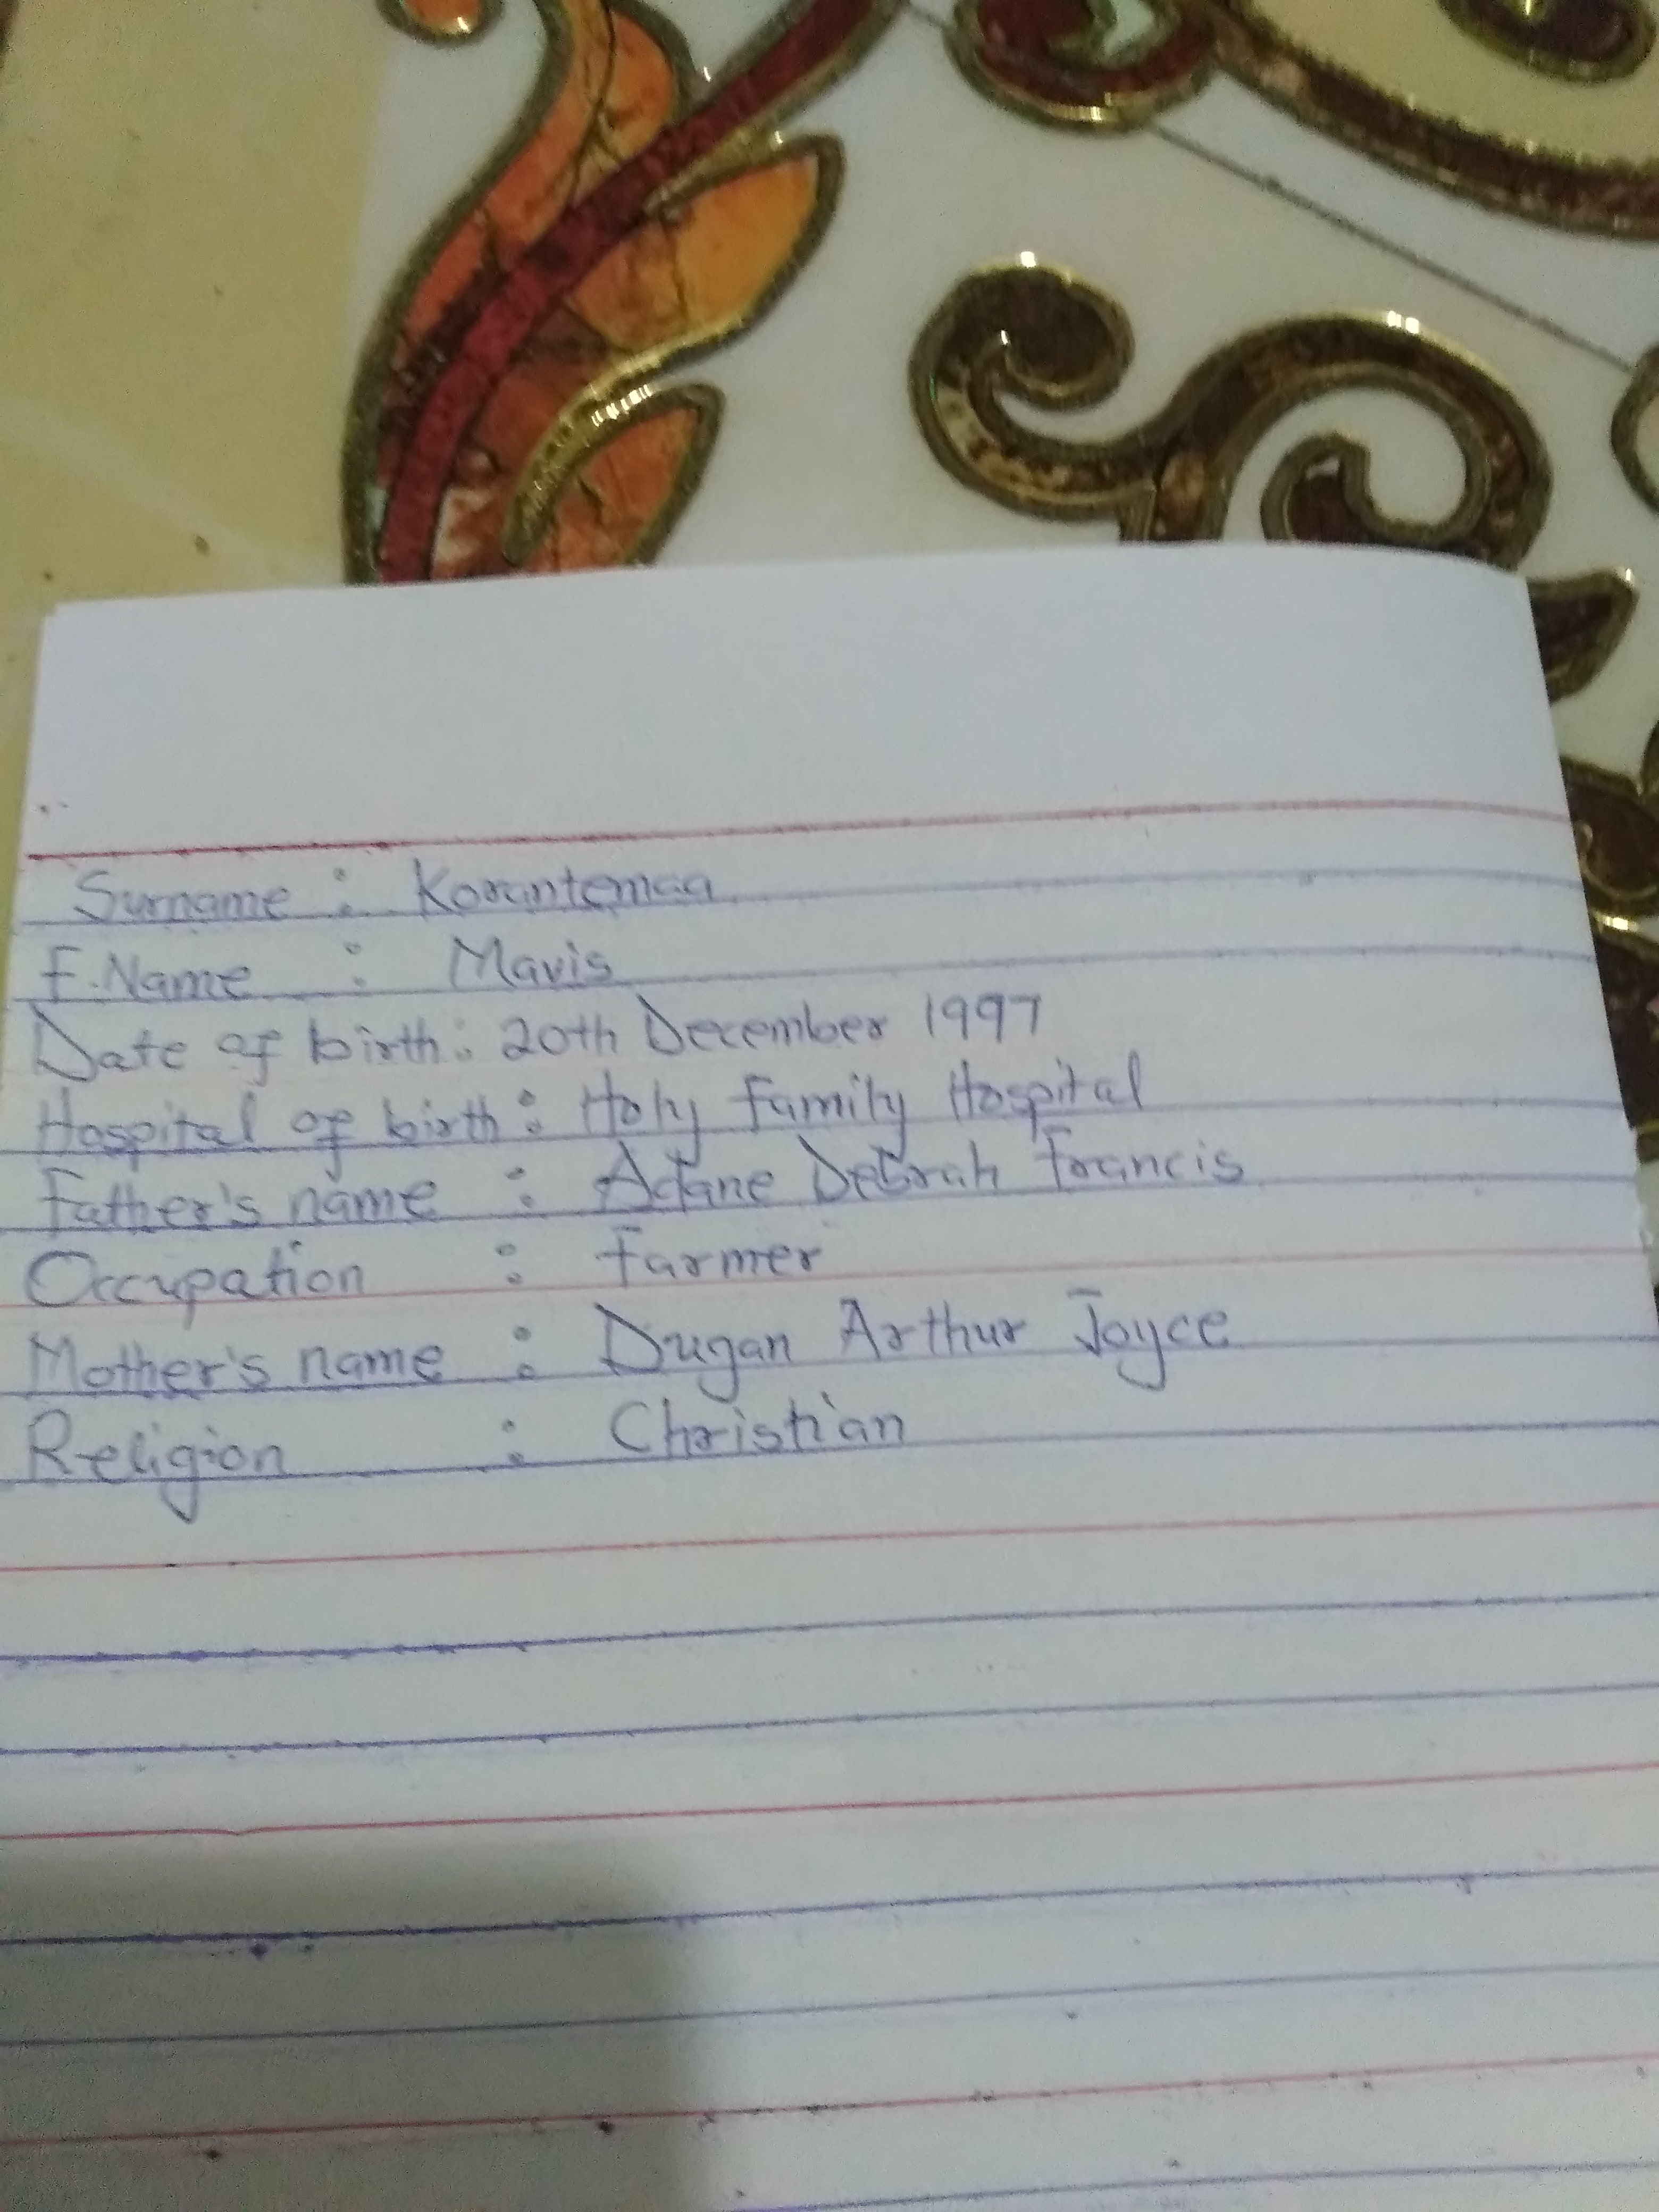 Surname : Korantemaa
F.Name : Mavis
Date of birth : 20th December 1997
Hospital of birth : Holy Family Hospital
Father's name : Adane Debrah Francis
Occupation : Farmer
Mother's name : Dugan Arthur Joyce
Religion : Christian